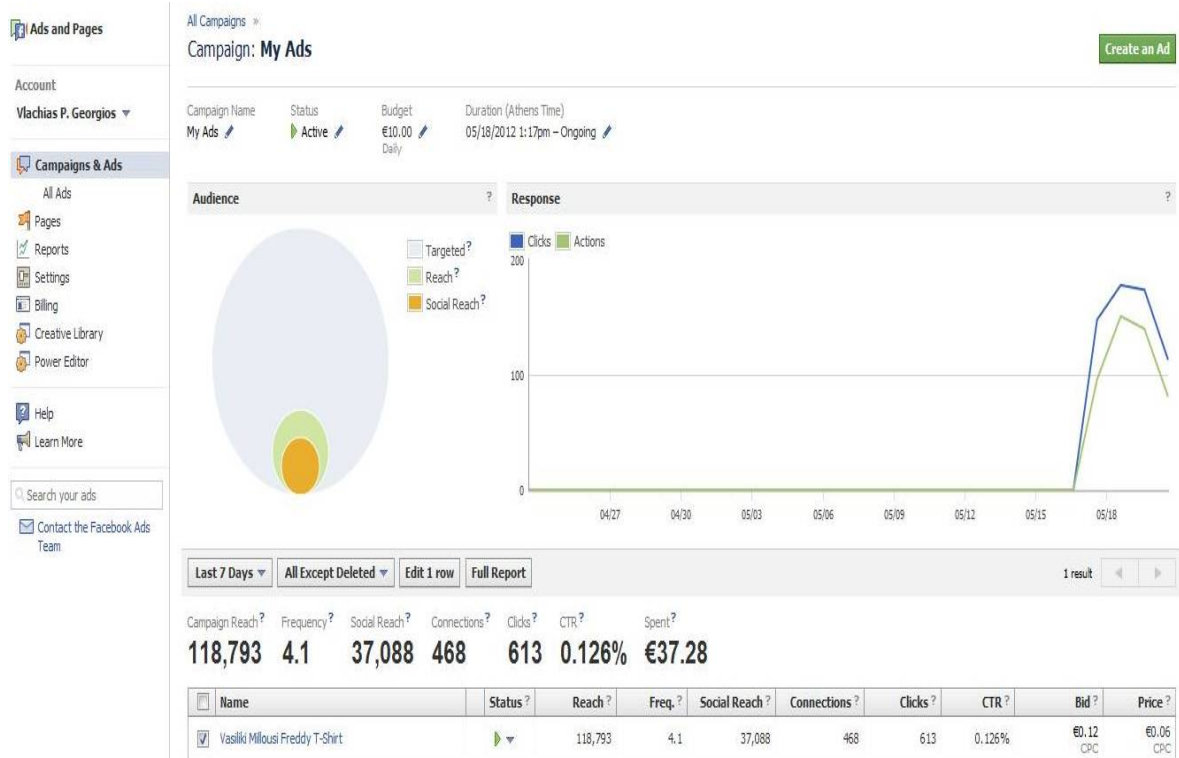 Ads and Pages
Account
Vlachias P. Georgios
Campaigns & Ads
All Ads
Pages
Reports
Settings
Billing
Creative Library
Power Editor
Help
Learn More
Search your ads
Contact the Facebook Ads
Team
All Campaigns »
Campaign: My Ads
Create an Ad
Campaign Name Status Budget Duration (Athens Time)
My Ads Active €10.00 05/18/2012 1:17pm – Ongoing
Daily
Audience ?
Targeted ?
Reach ?
Social Reach ?
Response ?
Clicks Actions
200
100
0
04/27 04/30 05/03 05/06 05/09 05/12 05/15 05/18
Last 7 Days All Except Deleted Edit 1 row Full Report 1 result
Campaign Reach ? Frequency ? Social Reach ? Connections ? Clicks ? CTR ? Spent ?
118,793 4.1 37,088 468 613 0.126% €37.28
Name Status ? Reach ? Freq. ? Social Reach ? Connections ? Clicks ? CTR ? Bid ? Price ?
Vasiliki Millousi Freddy T-Shirt 118,793 4.1 37,088 468 613 0.126% €0.12 €0.06
CPC CPC